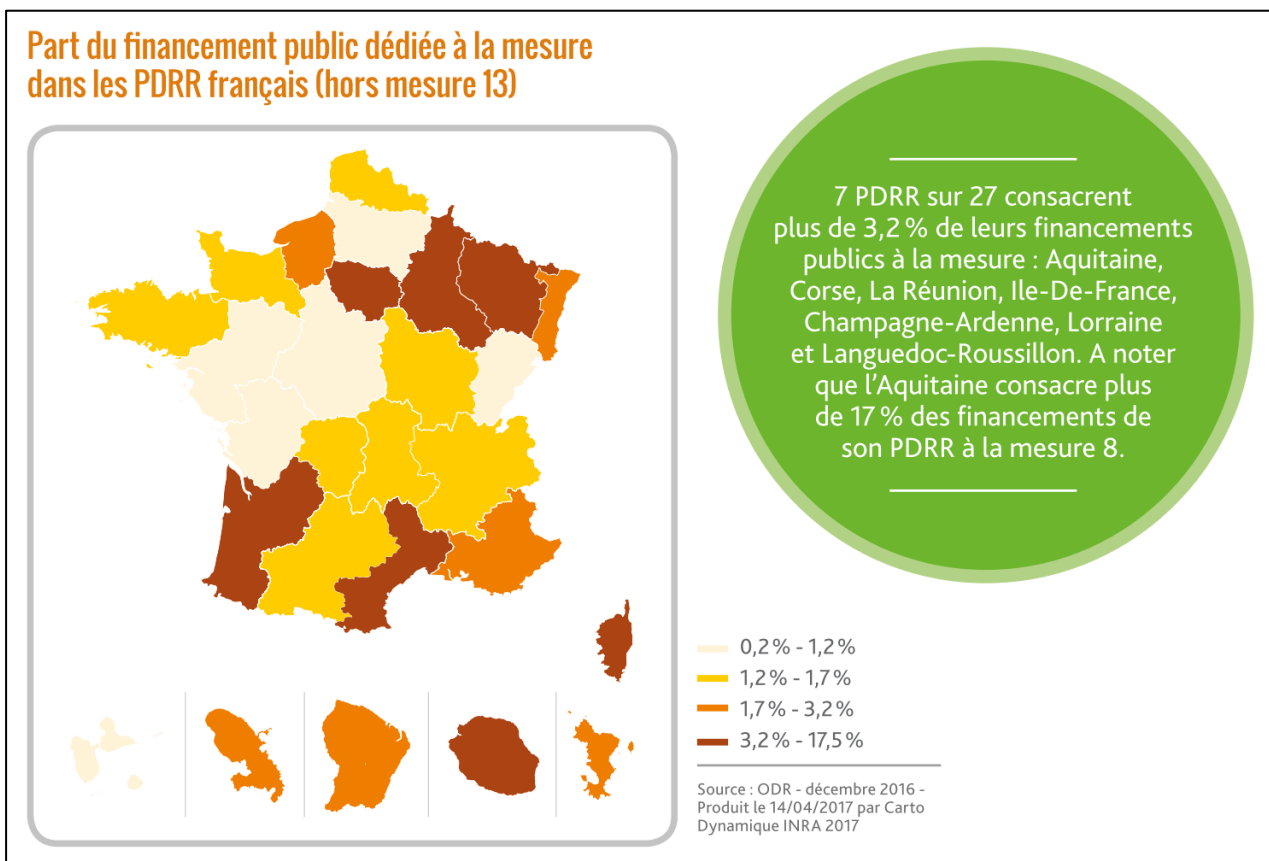 Part du financement public dédiée à la mesure
dans les PDRR français (hors mesure 13)
7 PDRR sur 27 consacrent
plus de 3,2 % de leurs financements
publics à la mesure : Aquitaine,
Corse, La Réunion, Ile-De-France,
Champagne-Ardenne, Lorraine
et Languedoc-Roussillon. A noter
que l'Aquitaine consacre plus
de 17 % des financements de
son PDRR à la mesure 8.
0,2 % - 1,2 %
1,2 % - 1,7 %
1,7 % - 3,2 %
3,2 % - 17,5 %
Source : ODR - décembre 2016 -
Produit le 14/04/2017 par Carto
Dynamique INRA 2017